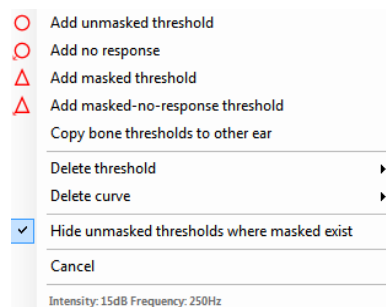 Add unmasked threshold
Add no response
Add masked threshold
Add masked-no-response threshold
Copy bone thresholds to other ear
Delete threshold
Delete curve
Hide unmasked thresholds where masked exist
Cancel
Intensity: 15dB Frequency: 250Hz